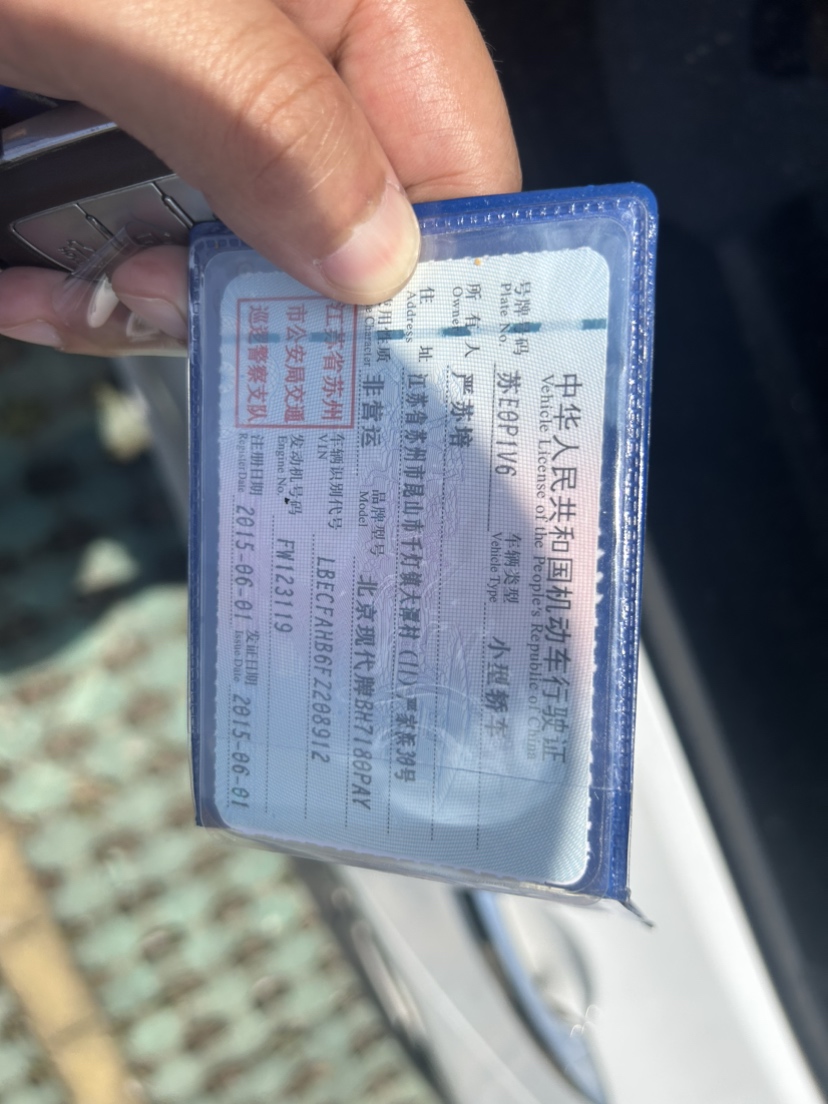 中华人民共和国机动车行驶证
Vehicle License of the People's Republic of China
号牌号码 苏E0P1V6 车辆类型 小型轿车
Plate No. Vehicle Type
所有人 严苏培
Owner
住址 江苏省苏州市昆山市千灯镇大潭村(11)严家浜30号
Address
用性质 非营运 品牌型号 北京现代牌BH7180PAY
Character Model
江苏省苏州
市公安局交通
巡逻警察支队
车辆识别代号 LBECFAHB6FZ208912
VIN
发动机号码 FW123119
Engine No.
注册日期 2015-06-01 发证日期 2015-06-01
Register Date Issue Date